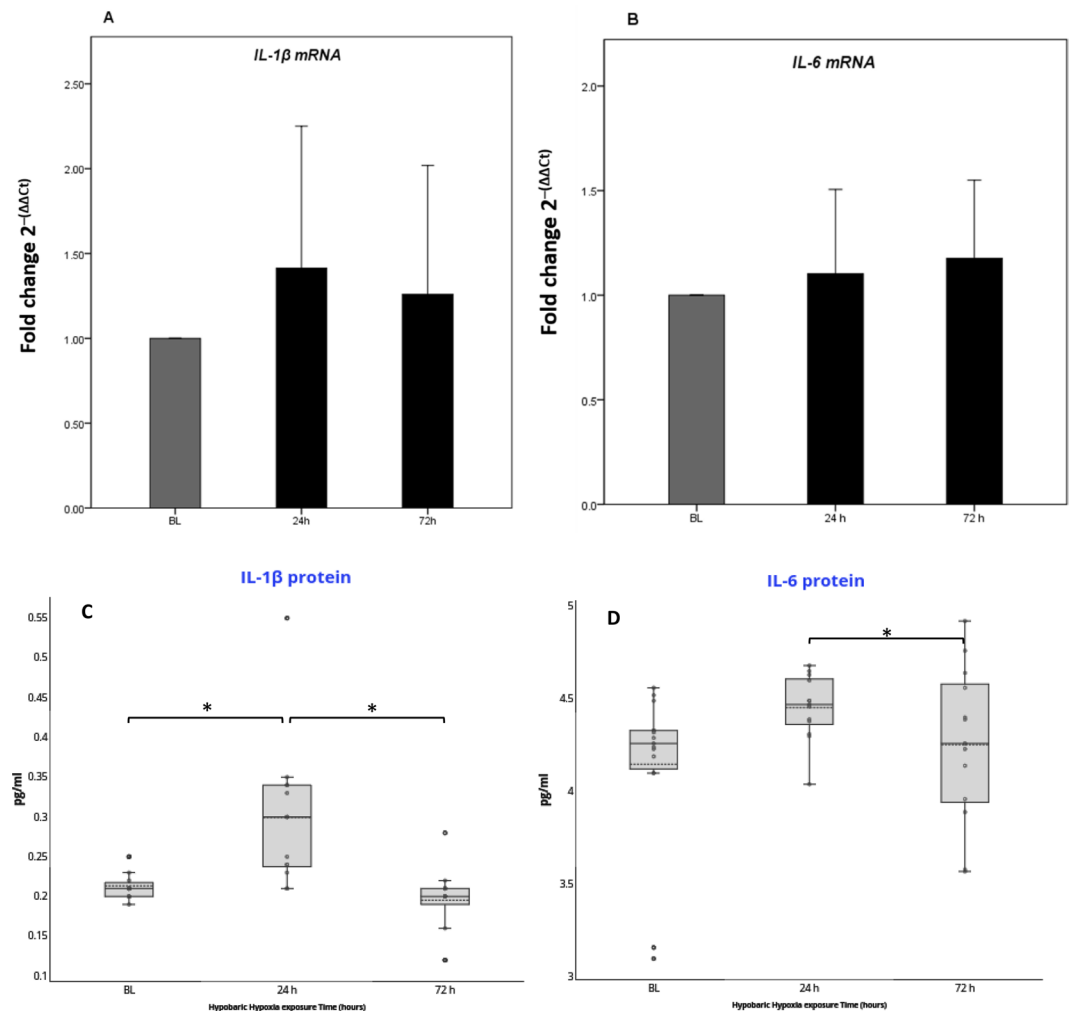 A
IL-1β mRNA
Fold change 2−(ΔΔCt)
2.50
2.00
1.50
1.00
0.50
0.00
BL
24h
72h
B
IL-6 mRNA
Fold change 2−(ΔΔCt)
2.0
1.5
1.0
0.5
0.0
BL
24 h
72 h
IL-1β protein
C
pg/ml
0.55
0.5
0.45
0.4
0.35
0.3
0.25
0.2
0.15
0.1
*
*
BL
24 h
72 h
Hypobaric Hypoxia exposure Time (hours)
IL-6 protein
D
pg/ml
5
4.5
4
3.5
3
*
BL
24 h
72 h
Hypobaric Hypoxia exposure Time (hours)